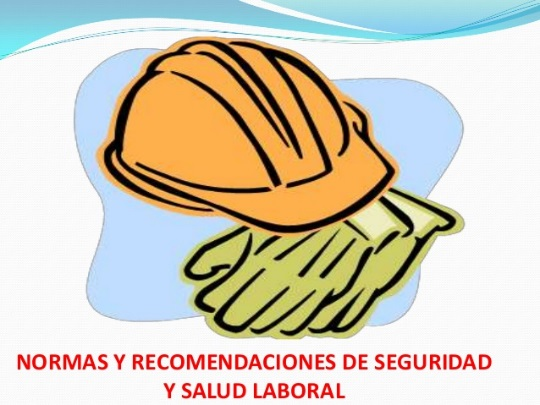 NORMAS Y RECOMENDACIONES DE SEGURIDAD
Y SALUD LABORAL